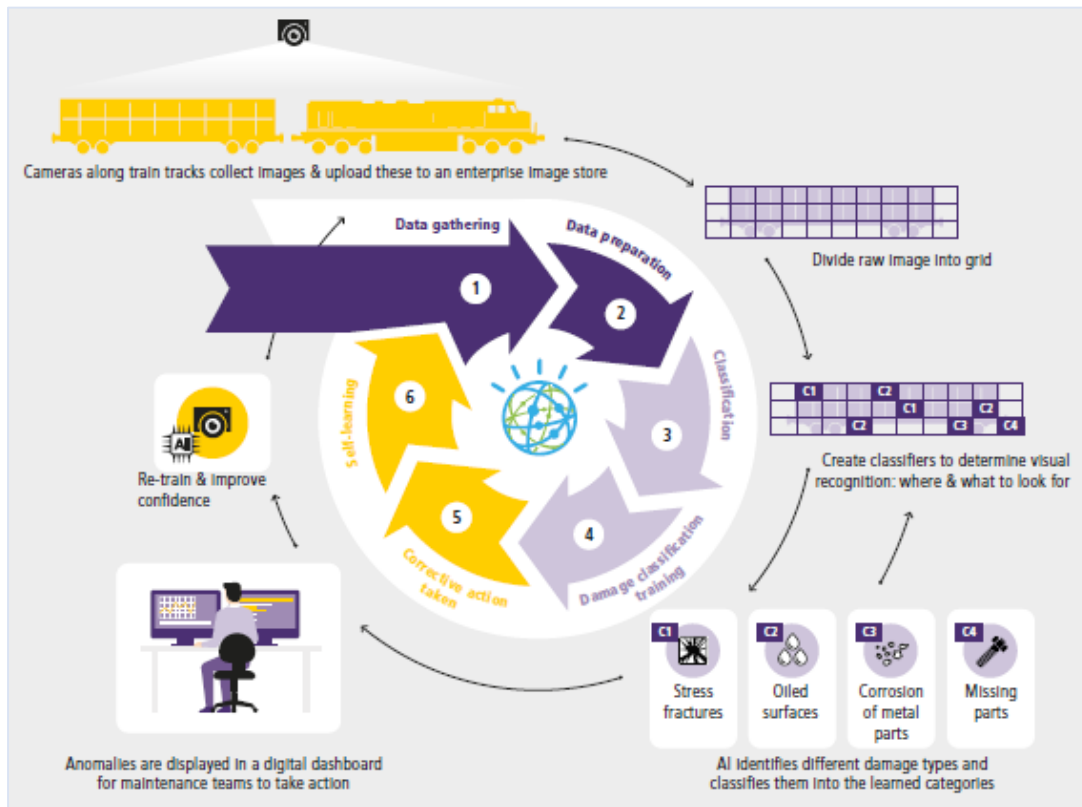 Cameras along train tracks collect images & upload these to an enterprise image store
Divide raw image into grid
Data gathering
Data preparation
Classification
Damage classification
training
Corrective action
taken
Self-learning
1
2
3
4
5
6
C1
C2
C1
C2
C2
C3
C4
Create classifiers to determine visual
recognition: where & what to look for
AI
Re-train & improve
confidence
C1
Stress
fractures
C2
Oiled
surfaces
C3
Corrosion
of metal
parts
C4
Missing
parts
Anomalies are displayed in a digital dashboard
for maintenance teams to take action
AI identifies different damage types and
classifies them into the learned categories